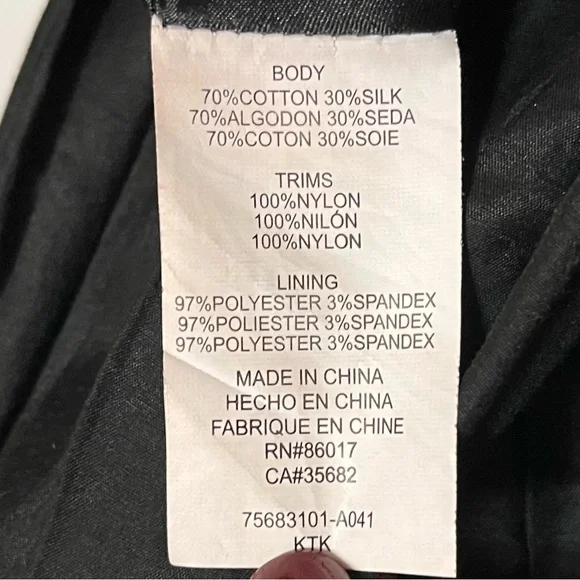 BODY
70%COTTON 30%SILK
70%ALGODON 30%SEDA
70%COTON 30%SOIE
TRIMS
100%NYLON
100%NILÓN
100%NYLON
LINING
97%POLYESTER 3%SPANDEX
97%POLIESTER 3%SPANDEX
97%POLYESTER 3%SPANDEX
MADE IN CHINA
HECHO EN CHINA
FABRIQUE EN CHINE
RN#86017
CA#35682
75683101-A041
KTK